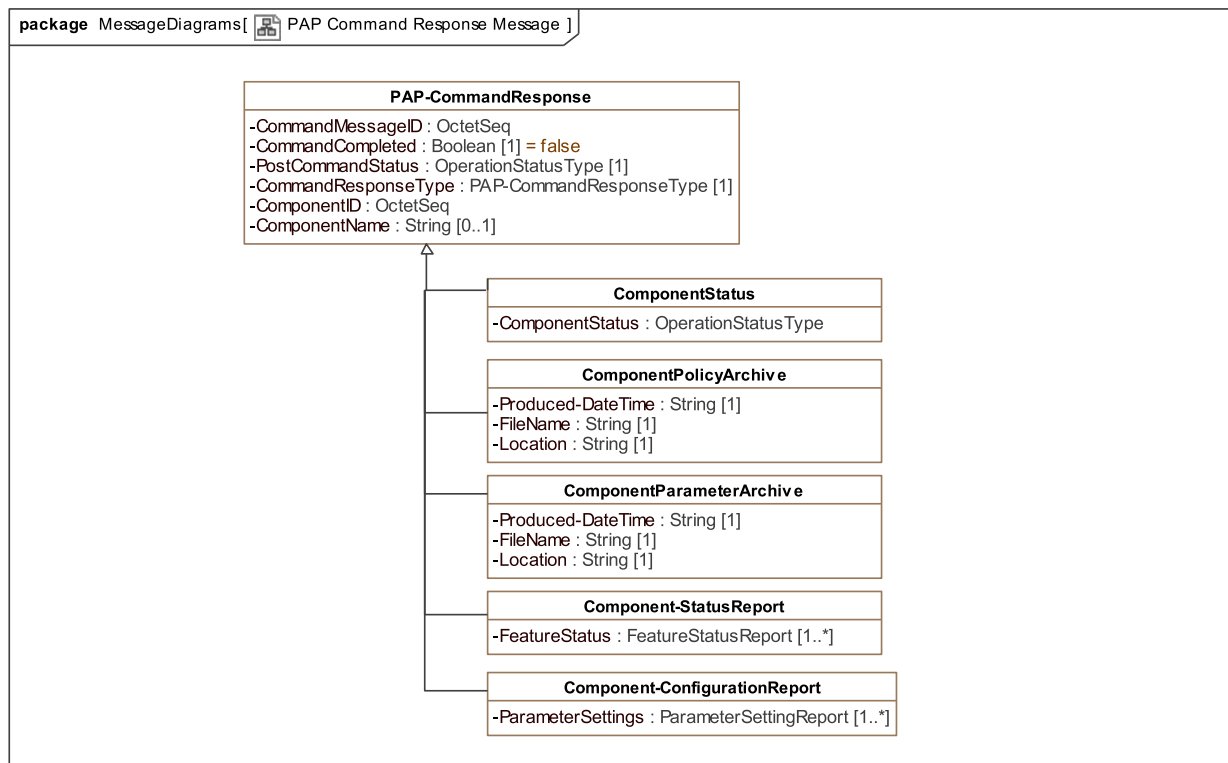 package MessageDiagrams[ PAP Command Response Message ]
PAP-CommandResponse
-CommandMessageID : OctetSeq
-CommandCompleted : Boolean [1] = false
-PostCommandStatus : OperationStatusType [1]
-CommandResponseType : PAP-CommandResponseType [1]
-ComponentID : OctetSeq
-ComponentName : String [0..1]
ComponentStatus
-ComponentStatus : OperationStatusType
ComponentPolicyArchive
-Produced-DateTime : String [1]
-FileName : String [1]
-Location : String [1]
ComponentParameterArchive
-Produced-DateTime : String [1]
-FileName : String [1]
-Location : String [1]
Component-StatusReport
-FeatureStatus : FeatureStatusReport [1..*]
Component-ConfigurationReport
-ParameterSettings : ParameterSettingReport [1..*]